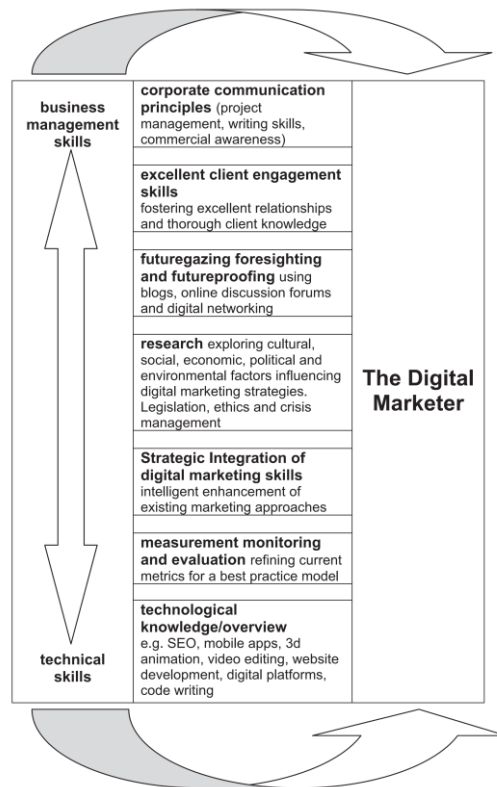 business
management
skills
technical
skills
corporate communication
principles (project
management, writing skills,
commercial awareness)
excellent client engagement
skills
fostering excellent relationships
and thorough client knowledge
futuregazing foresighting
and futureproofing using
blogs, online discussion forums
and digital networking
research exploring cultural,
social, economic, political and
environmental factors influencing
digital marketing strategies.
Legislation, ethics and crisis
management
Strategic Integration of
digital marketing skills
intelligent enhancement of
existing marketing approaches
measurement monitoring
and evaluation refining current
metrics for a best practice model
technological
knowledge/overview
e.g. SEO, mobile apps, 3d
animation, video editing, website
development, digital platforms,
code writing
The Digital
Marketer